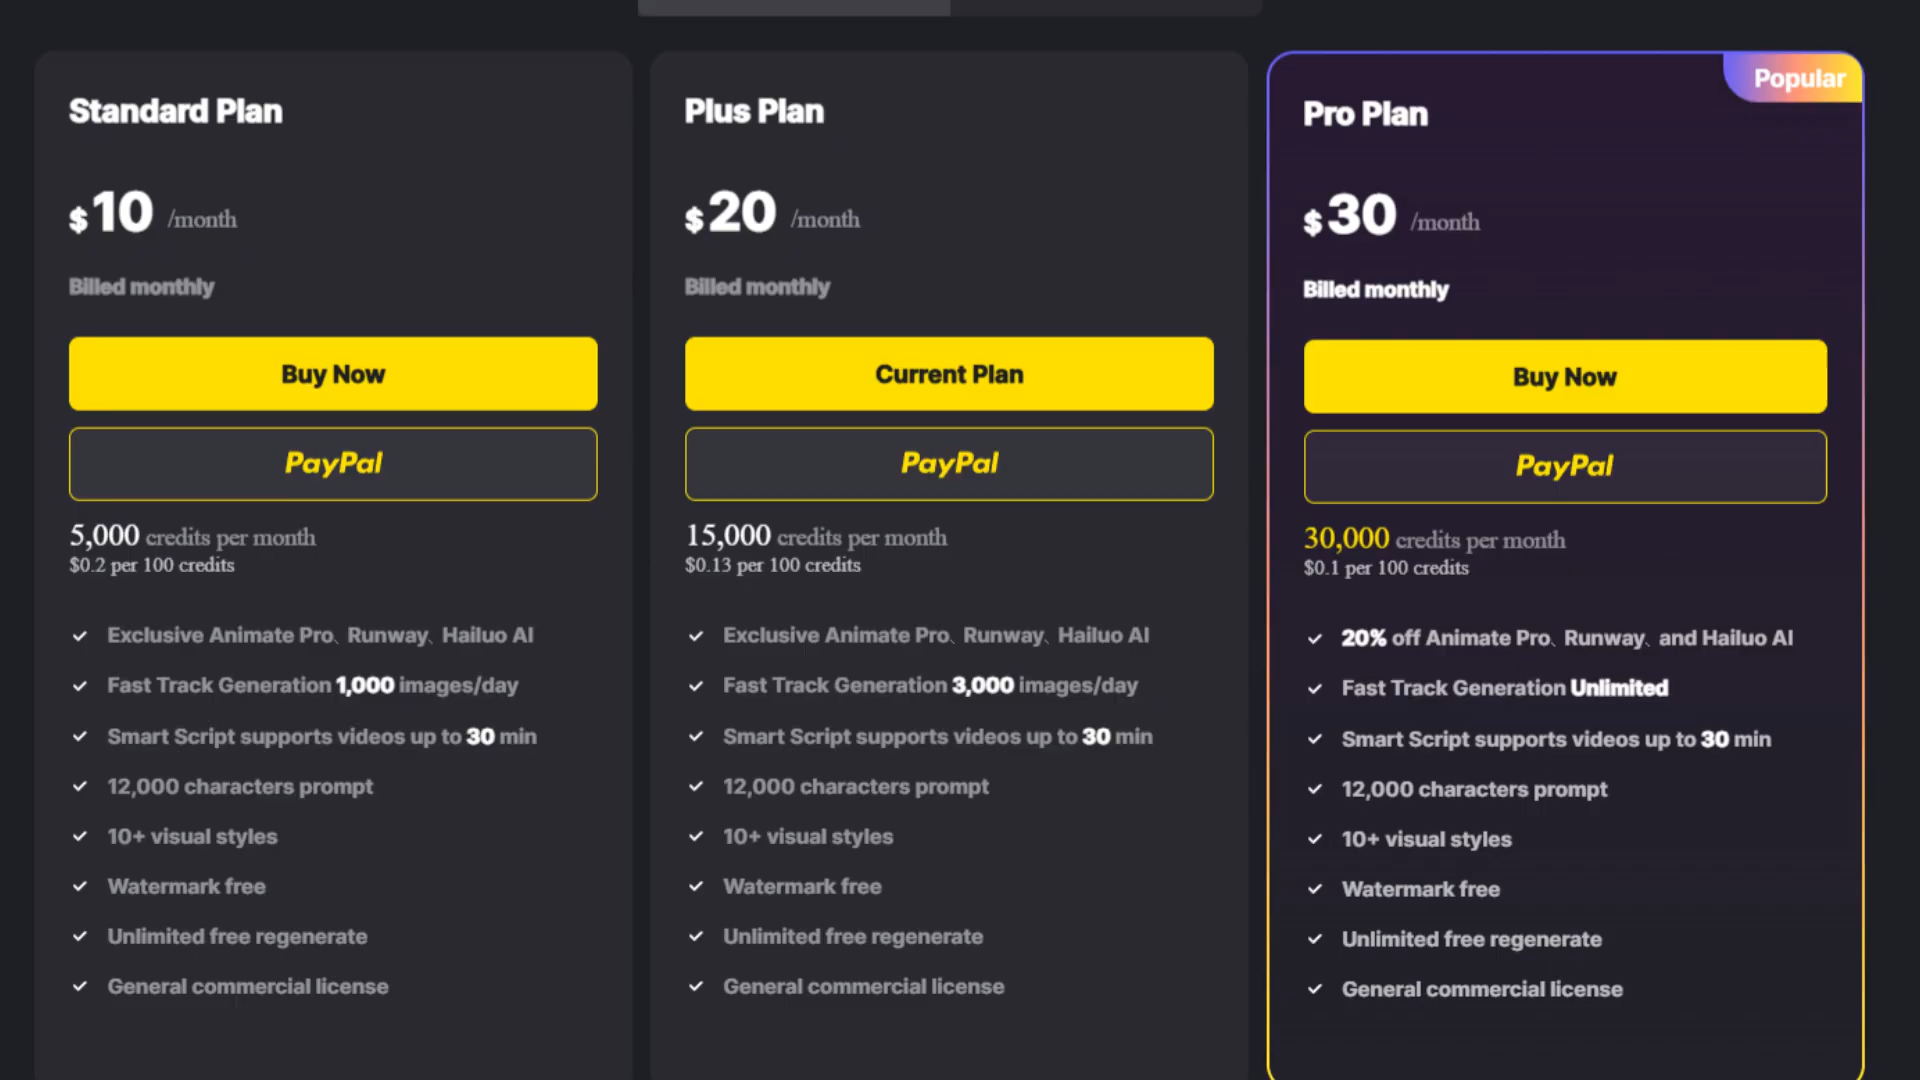 Standard Plan
$10 /month
Billed monthly
Buy Now
PayPal
5,000 credits per month
$0.2 per 100 credits
Exclusive Animate Pro、Runway、Hailuo AI
Fast Track Generation 1,000 images/day
Smart Script supports videos up to 30 min
12,000 characters prompt
10+ visual styles
Watermark free
Unlimited free regenerate
General commercial license
Plus Plan
$20 /month
Billed monthly
Current Plan
PayPal
15,000 credits per month
$0.13 per 100 credits
Exclusive Animate Pro、Runway、Hailuo AI
Fast Track Generation 3,000 images/day
Smart Script supports videos up to 30 min
12,000 characters prompt
10+ visual styles
Watermark free
Unlimited free regenerate
General commercial license
Popular
Pro Plan
$30 /month
Billed monthly
Buy Now
PayPal
30,000 credits per month
$0.1 per 100 credits
20% off Animate Pro、Runway、and Hailuo AI
Fast Track Generation Unlimited
Smart Script supports videos up to 30 min
12,000 characters prompt
10+ visual styles
Watermark free
Unlimited free regenerate
General commercial license